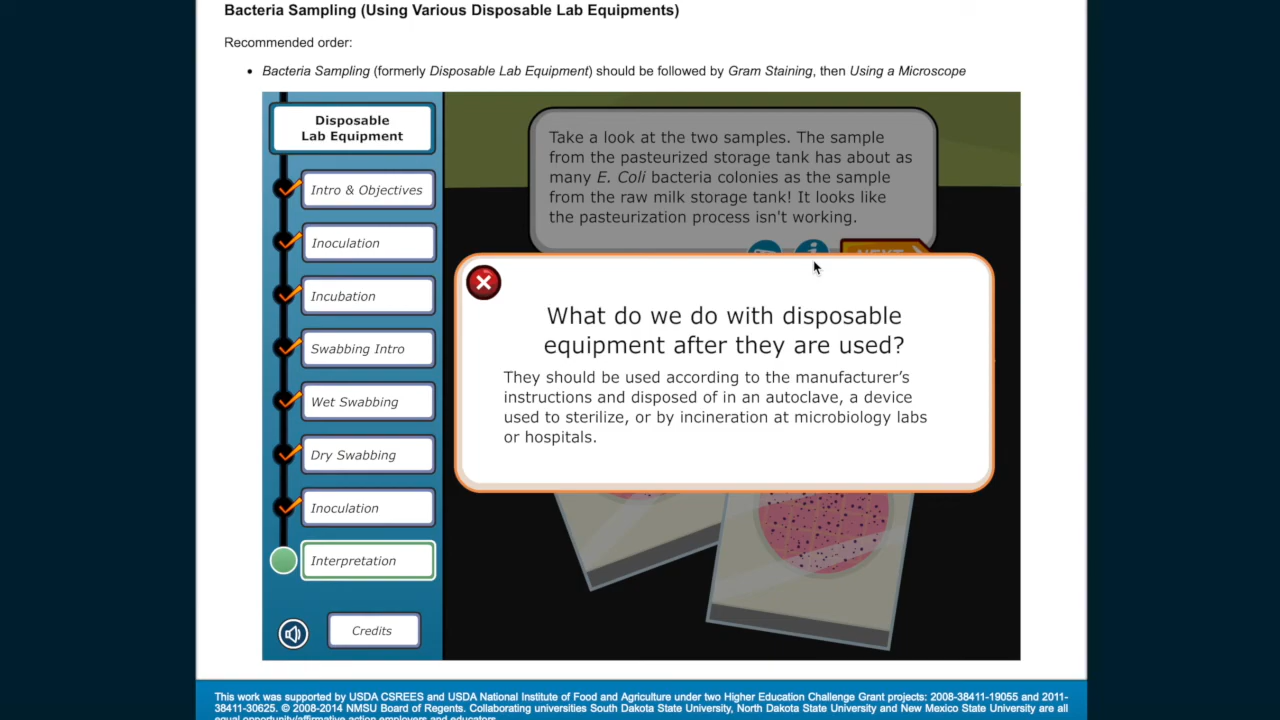 Bacteria Sampling (Using Various Disposable Lab Equipments)
Recommended order:
• Bacteria Sampling (formerly Disposable Lab Equipment) should be followed by Gram Staining, then Using a Microscope
Disposable
Lab Equipment
Intro & Objectives
Inoculation
Incubation
Swabbing Intro
Wet Swabbing
Dry Swabbing
Inoculation
Interpretation
Credits
Take a look at the two samples. The sample
from the pasteurized storage tank has about as
many E. Coli bacteria colonies as the sample
from the raw milk storage tank! It looks like
the pasteurization process isn't working.
NEXT
What do we do with disposable
equipment after they are used?
They should be used according to the manufacturer's
instructions and disposed of in an autoclave, a device
used to sterilize, or by incineration at microbiology labs
or hospitals.
This work was supported by USDA CSREES and USDA National Institute of Food and Agriculture under two Higher Education Challenge Grant projects: 2008-38411-19055 and 2011-
38411-30625. © 2008-2014 NMSU Board of Regents. Collaborating universities South Dakota State University, North Dakota State University and New Mexico State University are all
equal opportunity/affirmative action employers and educators.